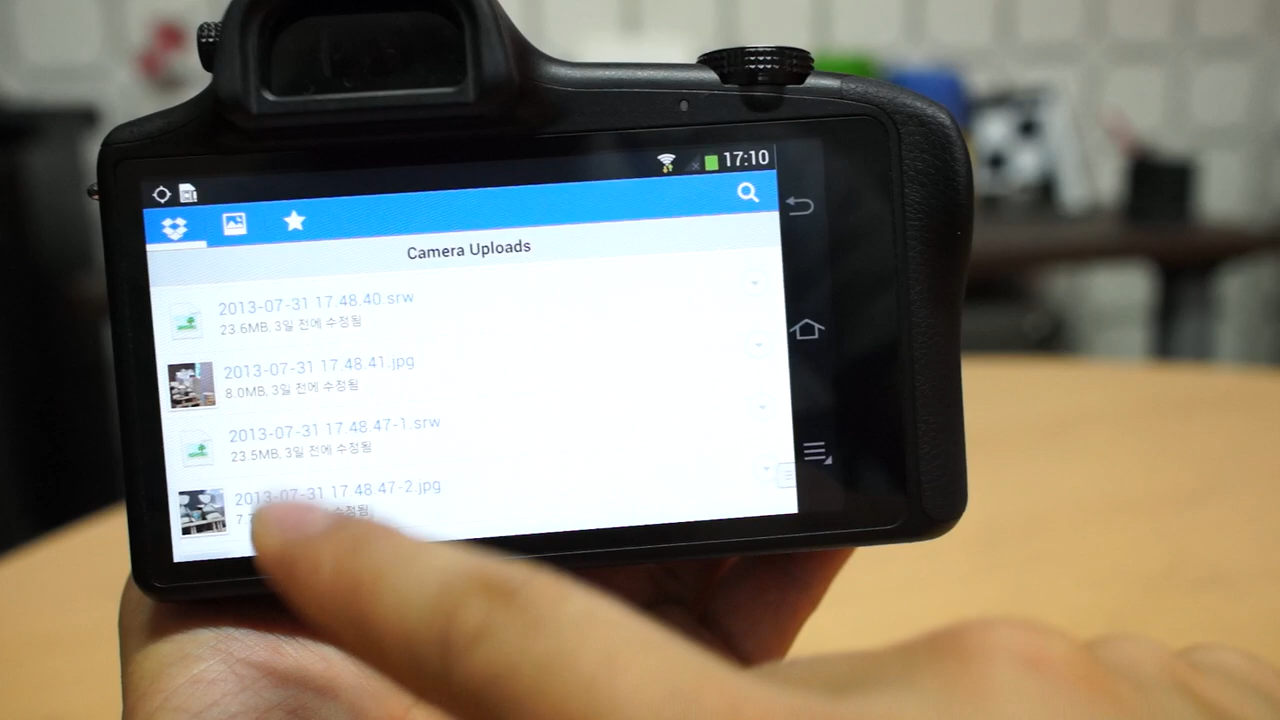 17:10
Camera Uploads
2013-07-31 17.48.40.srw
23.6MB, 3일 전에 수정됨
2013-07-31 17.48.41.jpg
8.0MB, 3일 전에 수정됨
2013-07-31 17.48.47-1.srw
23.5MB, 3일 전에 수정됨
2013-07-31 17.48.47-2.jpg
수정됨